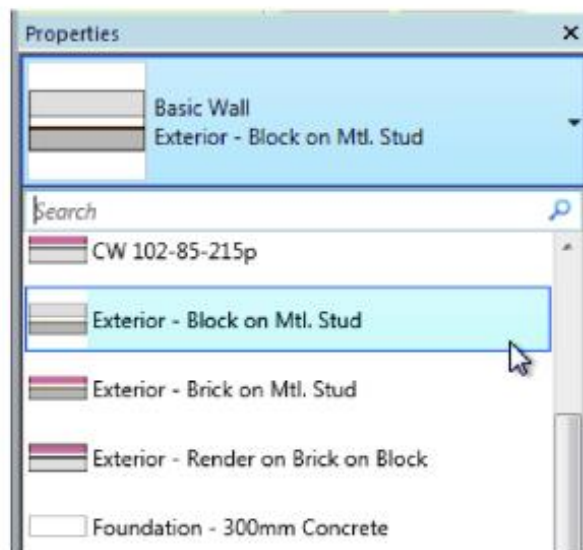 Properties
Basic Wall
Exterior - Block on Mtl. Stud
Search
CW 102-85-215p
Exterior - Block on Mtl. Stud
Exterior - Brick on Mtl. Stud
Exterior - Render on Brick on Block
Foundation - 300mm Concrete